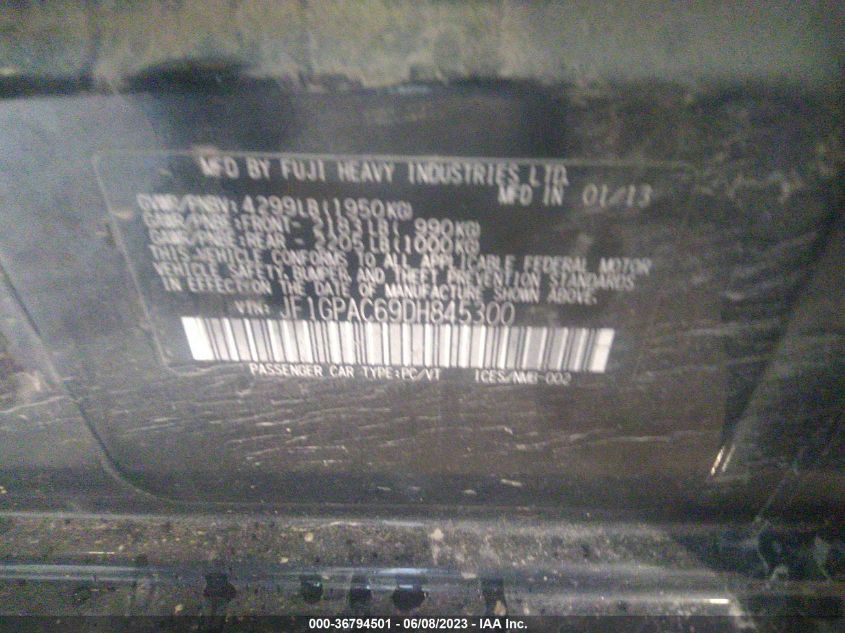 MFD BY FUJI HEAVY INDUSTRIES LTD.
MFD IN 01/13
GVWR/PNBV:4299LB(1950KG)
GAWR/PNBE:FRONT- 2183LB( 990KG)
GAWR/PNBE:REAR - 2205LB(1000KG)
THIS VEHICLE CONFORMS TO ALL APPLICABLE FEDERAL MOTOR
VEHICLE SAFETY,BUMPER,AND THEFT PREVENTION STANDARDS
IN EFFECT ON THE DATE OF MANUFACTURE SHOWN ABOVE.
VIN: JF1GPAC69DH845300
PASSENGER CAR TYPE:PC/VT ICES/NMB-002
000-36794501 - 06/08/2023 - IAA Inc.